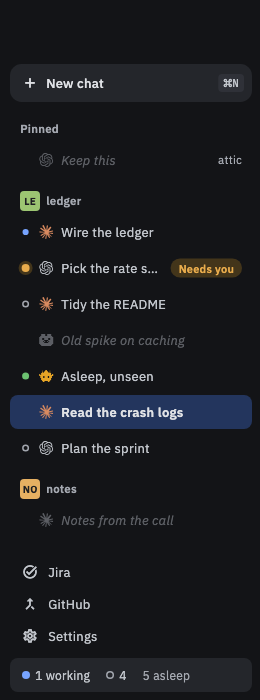 New chat ⌘N
Pinned
Keep this attic
LE ledger
Wire the ledger
Pick the rate s... Needs you
Tidy the README
Old spike on caching
Asleep, unseen
Read the crash logs
Plan the sprint
NO notes
Notes from the call
Jira
GitHub
Settings
1 working 4 5 asleep